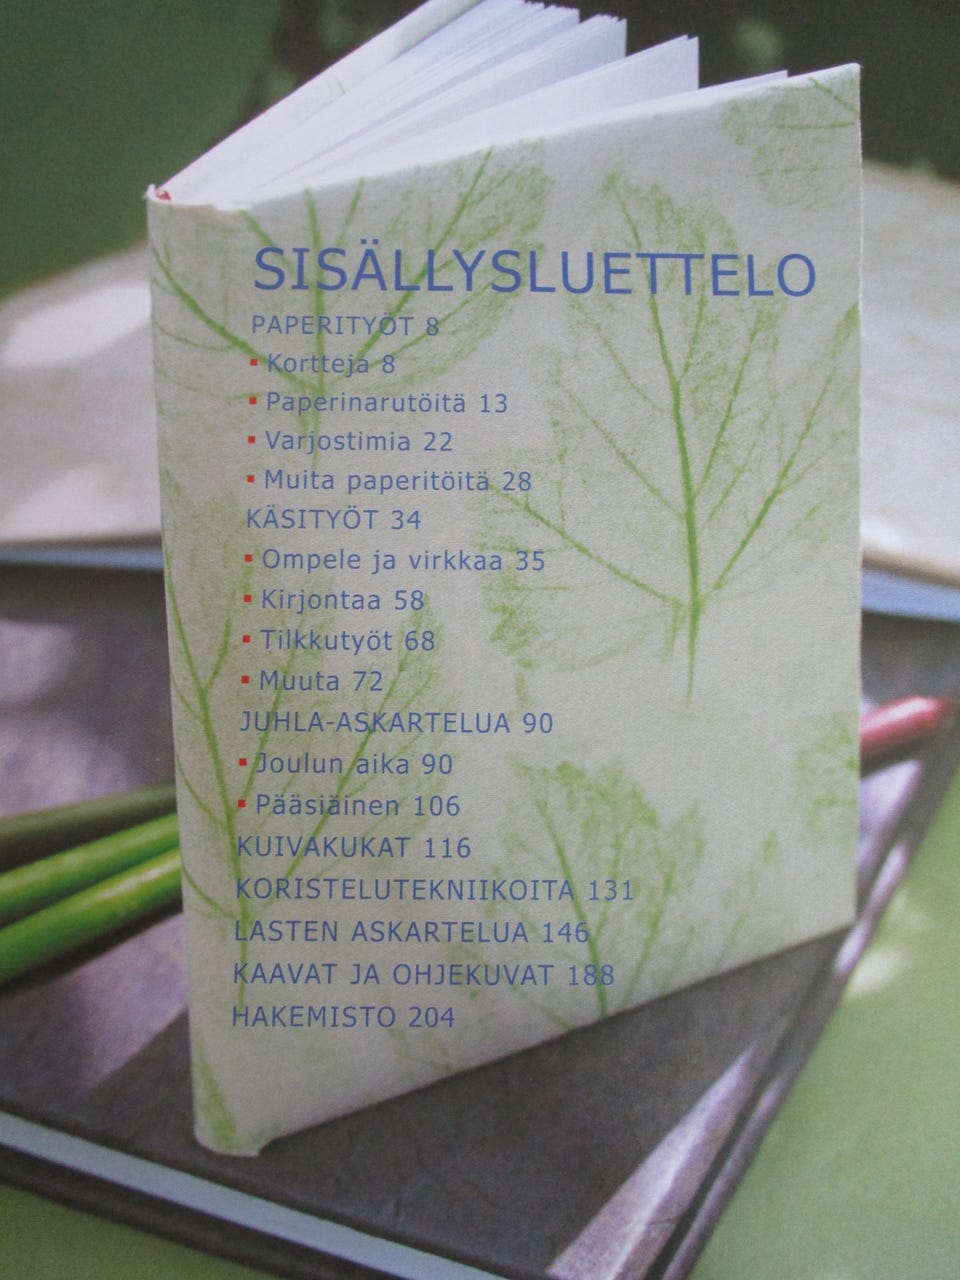 SISÄLLYSLUETTELO
PAPERITYÖT 8
▪ Kortteja 8
▪ Paperinarutöitä 13
▪ Varjostimia 22
▪ Muita paperitöitä 28
KÄSITYÖT 34
▪ Ompele ja virkkaa 35
▪ Kirjontaa 58
▪ Tilkkutyöt 68
▪ Muuta 72
JUHLA-ASKARTELUA 90
▪ Joulun aika 90
▪ Pääsiäinen 106
KUIVAKUKAT 116
KORISTELUTEKNIIKOITA 131
LASTEN ASKARTELUA 146
KAAVAT JA OHJEKUVAT 188
HAKEMISTO 204